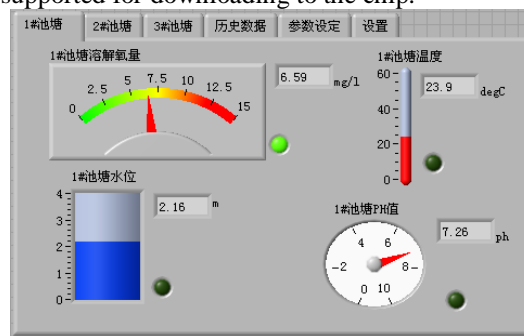 supported for downloading to the chip.
1#池塘 2#池塘 3#池塘 历史数据 参数设定 设置
1#池塘溶解氧量
0 2.5 5 7.5 10 12.5 15
6.59 mg/l
1#池塘温度
60
40
20
0
23.9 degC
1#池塘水位
4
3
2
1
0
2.16 m
1#池塘PH值
4 6
2 8
0 10
7.26 ph